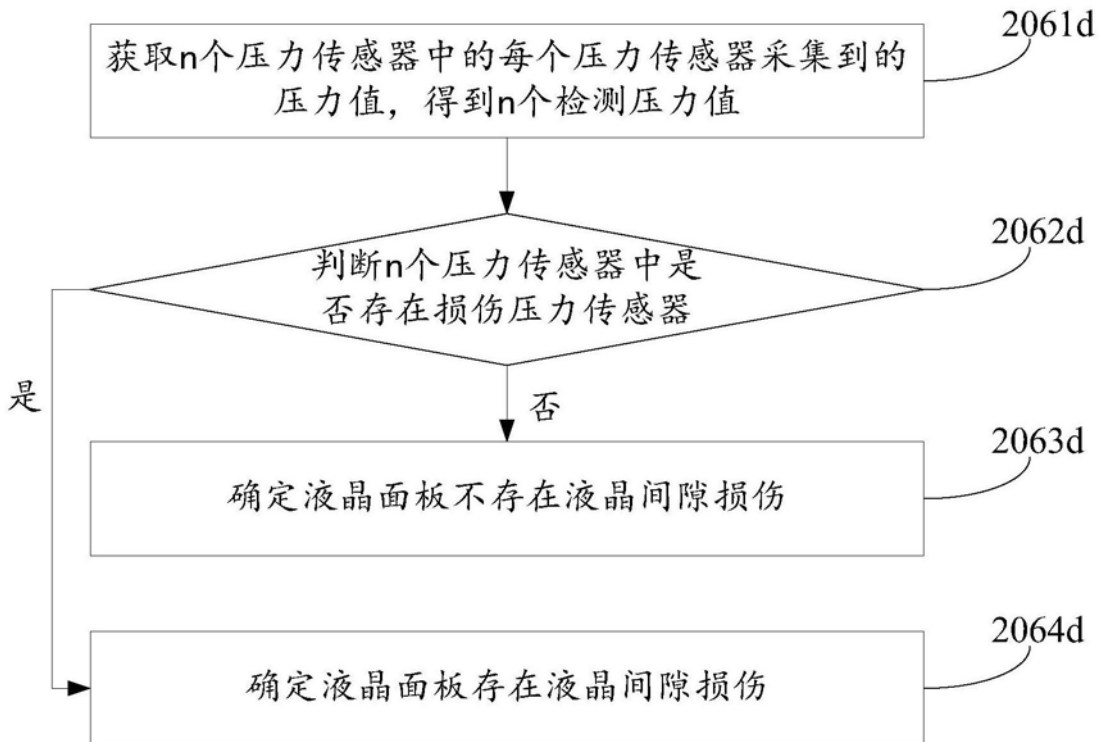 2061d
获取n个压力传感器中的每个压力传感器采集到的
压力值，得到n个检测压力值
2062d
判断n个压力传感器中是
否存在损伤压力传感器
是
否
2063d
确定液晶面板不存在液晶间隙损伤
2064d
确定液晶面板存在液晶间隙损伤